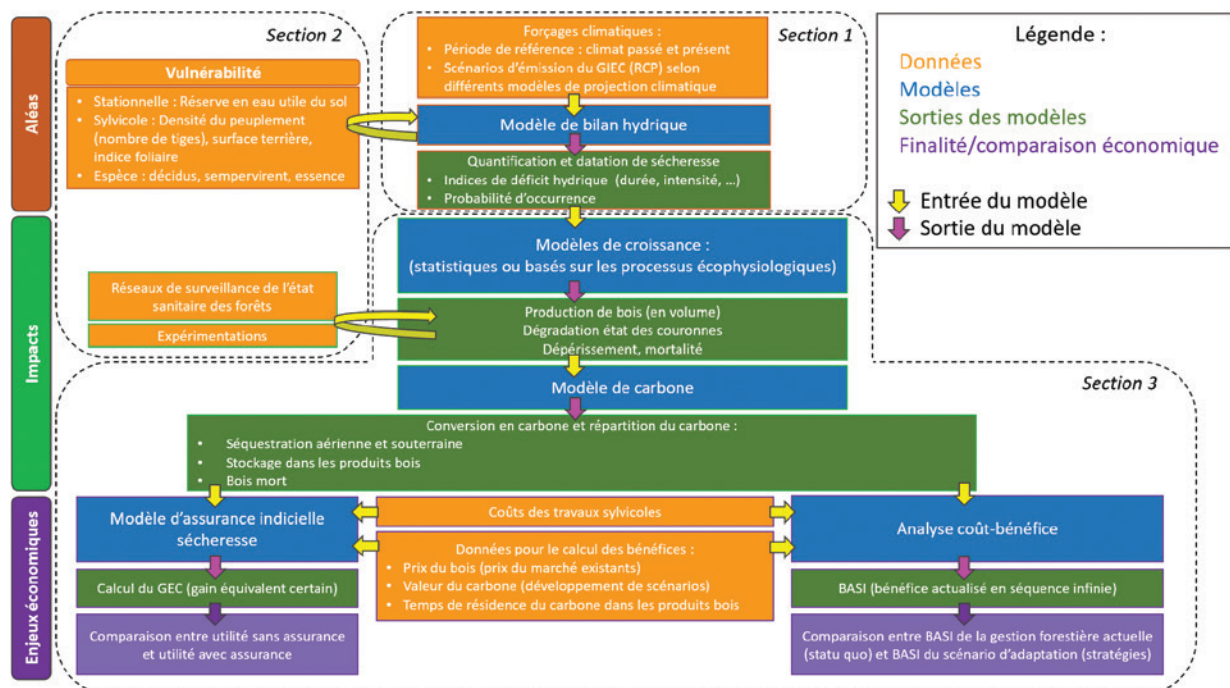 Aléas
Section 2
Vulnérabilité
• Stationnelle : Réserve en eau utile du sol
• Sylvicole : Densité du peuplement
(nombre de tiges), surface terrière,
indice foliaire
• Espèce : décidus, sempervirent, essence
Section 1
Forçages climatiques :
• Période de référence : climat passé et présent
• Scénarios d'émission du GIEC (RCP) selon
différents modèles de projection climatique
Modèle de bilan hydrique
Quantification et datation de sécheresse
• Indices de déficit hydrique (durée, intensité, …)
• Probabilité d'occurrence
Légende :
Données
Modèles
Sorties des modèles
Finalité/comparaison économique
Entrée du modèle
Sortie du modèle
Impacts
Réseaux de surveillance de l'état
sanitaire des forêts
Expérimentations
Modèles de croissance :
(statistiques ou basés sur les processus écophysiologiques)
Production de bois (en volume)
Dégradation état des couronnes
Dépérissement, mortalité
Modèle de carbone
Section 3
Conversion en carbone et répartition du carbone :
• Séquestration aérienne et souterraine
• Stockage dans les produits bois
• Bois mort
Enjeux économiques
Modèle d'assurance indicielle
sécheresse
Calcul du GEC (gain équivalent certain)
Comparaison entre utilité sans assurance
et utilité avec assurance
Coûts des travaux sylvicoles
Données pour le calcul des bénéfices :
• Prix du bois (prix du marché existants)
• Valeur du carbone (développement de scénarios)
• Temps de résidence du carbone dans les produits bois
Analyse coût-bénéfice
BASI (bénéfice actualisé en séquence infinie)
Comparaison entre BASI de la gestion forestière actuelle
(statu quo) et BASI du scénario d'adaptation (stratégies)